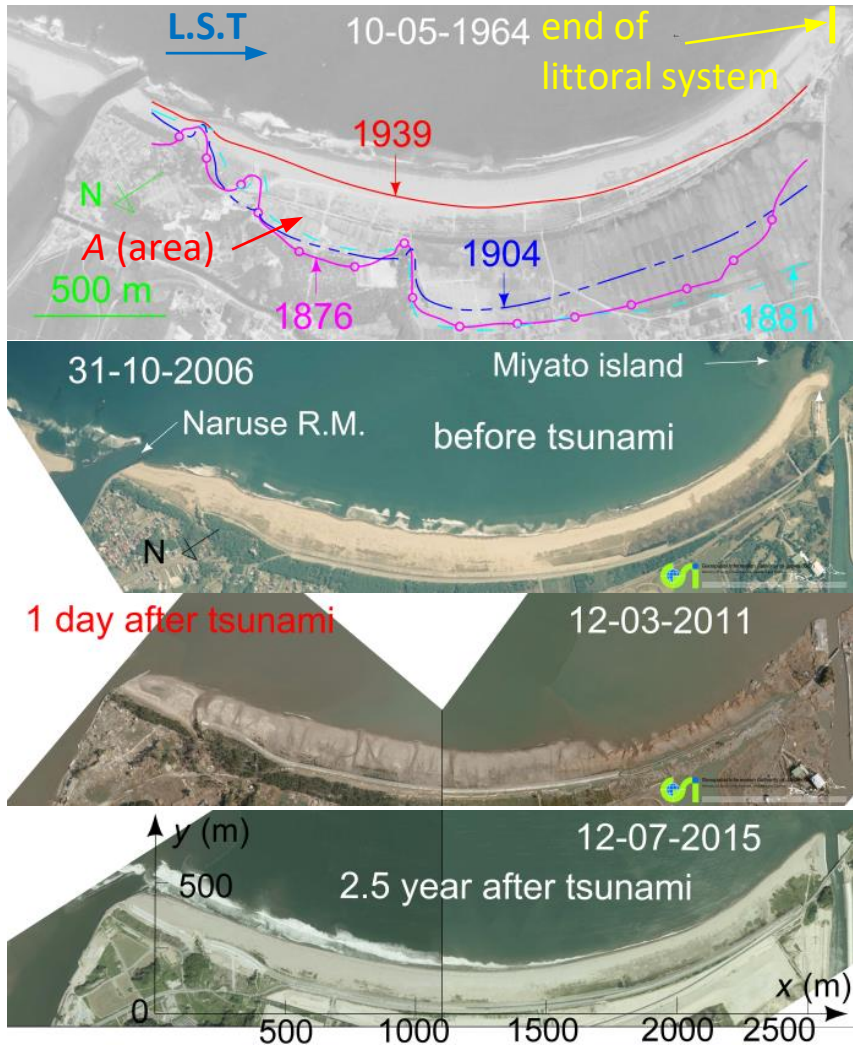 L.S.T
10-05-1964
end of
littoral system
1939
N
A (area)
500 m
1904
1876
1881
31-10-2006
Miyato island
Naruse R.M.
before tsunami
N
1 day after tsunami
12-03-2011
y (m)
12-07-2015
500
2.5 year after tsunami
0
x (m)
500
1000
1500
2000
2500